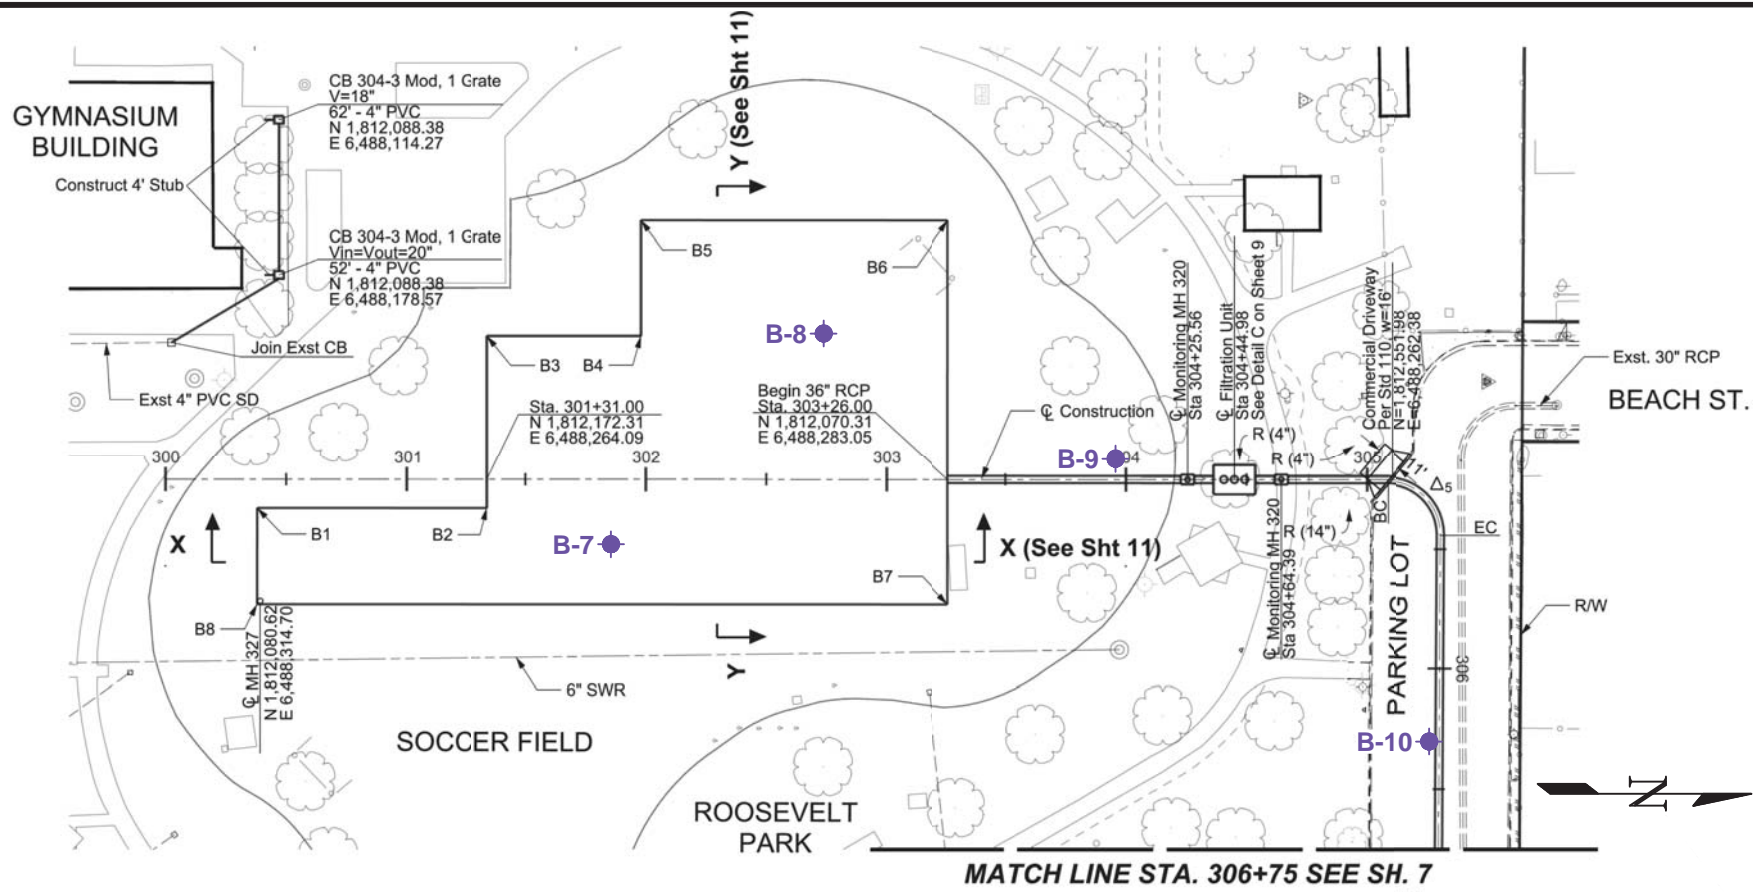 GYMNASIUM
BUILDING
CB 304-3 Mod, 1 Grate
V=18"
62' - 4" PVC
N 1,812,088.38
E 6,488,114.27
Construct 4' Stub
CB 304-3 Mod, 1 Grate
Vin=Vout=20"
52' - 4" PVC
N 1,812,088.38
E 6,488,178.57
Join Exst CB
Exst 4" PVC SD
Y (See Sht 11)
B5
B6
B-8
B3
B4
Sta. 301+31.00
N 1,812,172.31
E 6,488,264.09
Begin 36" RCP
Sta. 303+26.00
N 1,812,070.31
E 6,488,283.05
℄ Construction
℄ Monitoring MH 320
Sta 304+25.56
℄ Filtration Unit
Sta 304+44.98
See Detail C on Sheet 9
Commercial Driveway
Per Std 110, w=16'
N=1,812,551.98
E=6,488,262.38
Exst. 30" RCP
BEACH ST.
R (4")
R (4")
300
301
302
303
B-9
304
305
11'
Δ5
BC
EC
X
B1
B2
B-7
X (See Sht 11)
R (14")
B7
B8
℄ MH 327
N 1,812,080.62
E 6,488,314.70
Y
6" SWR
℄ Monitoring MH 320
Sta 304+64.39
PARKING LOT
R/W
306
SOCCER FIELD
B-10
ROOSEVELT
PARK
N
MATCH LINE STA. 306+75 SEE SH. 7